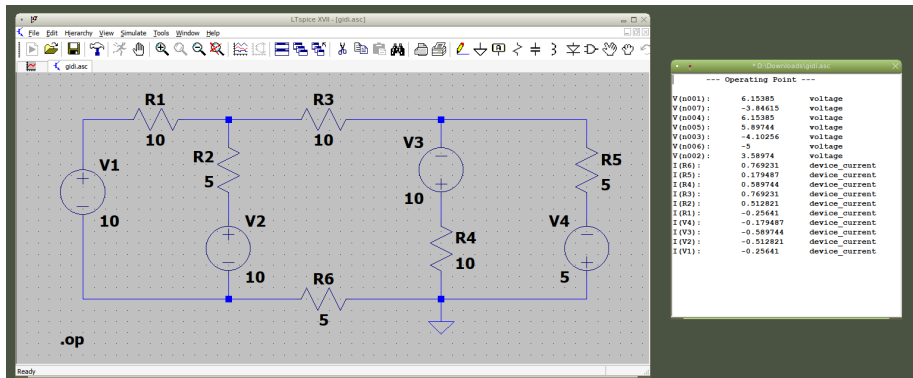 LTspice XVII - [gidi.asc]
File Edit Hierarchy View Simulate Tools Window Help
gidi.asc
R1
10
R3
10
V1
10
R2
5
V2
10
V3
10
R5
5
R4
10
V4
5
R6
5
.op
Ready
* D:\Downloads\gidi.asc
--- Operating Point ---
V(n001): 6.15385 voltage
V(n007): -3.84615 voltage
V(n004): 6.15385 voltage
V(n005): 5.89744 voltage
V(n003): -4.10256 voltage
V(n006): -5 voltage
V(n002): 3.58974 voltage
I(R6): 0.769231 device_current
I(R5): 0.179487 device_current
I(R4): 0.589744 device_current
I(R3): 0.769231 device_current
I(R2): 0.512821 device_current
I(R1): -0.25641 device_current
I(V4): -0.179487 device_current
I(V3): -0.589744 device_current
I(V2): -0.512821 device_current
I(V1): -0.25641 device_current